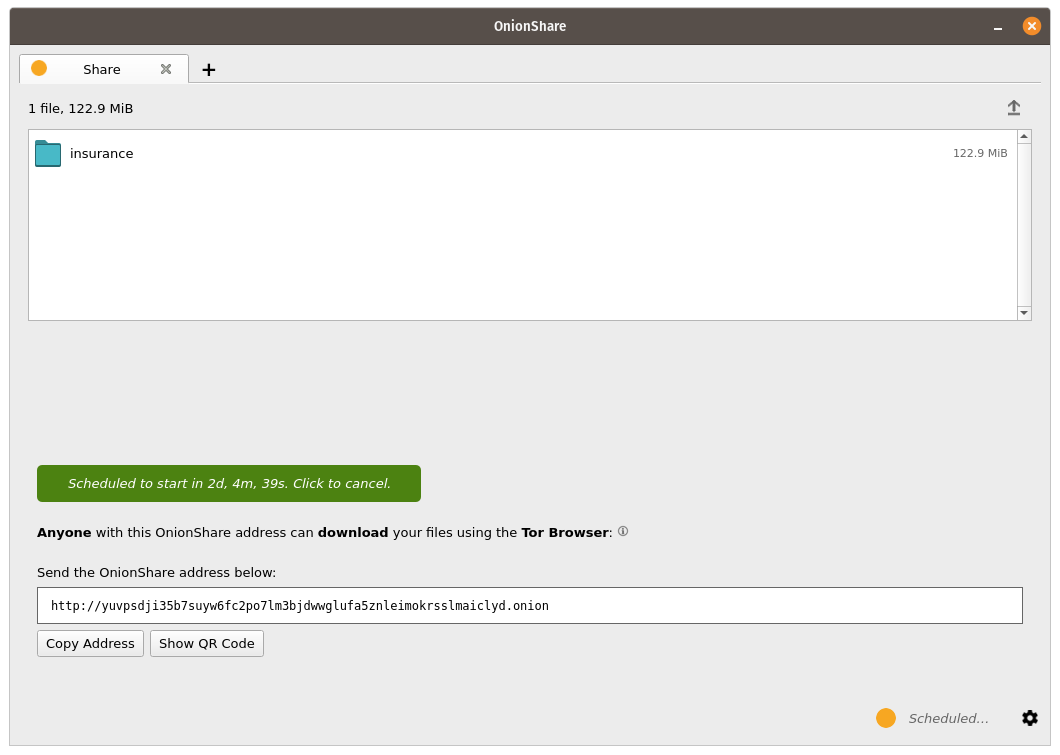 OnionShare
Share
1 file, 122.9 MiB
insurance 122.9 MiB
Scheduled to start in 2d, 4m, 39s. Click to cancel.
Anyone with this OnionShare address can download your files using the Tor Browser:
Send the OnionShare address below:
http://yuvpsdji35b7suyw6fc2po7lm3bjdwwglufa5znleimokrsslmaiclyd.onion
Copy Address Show QR Code
Scheduled...